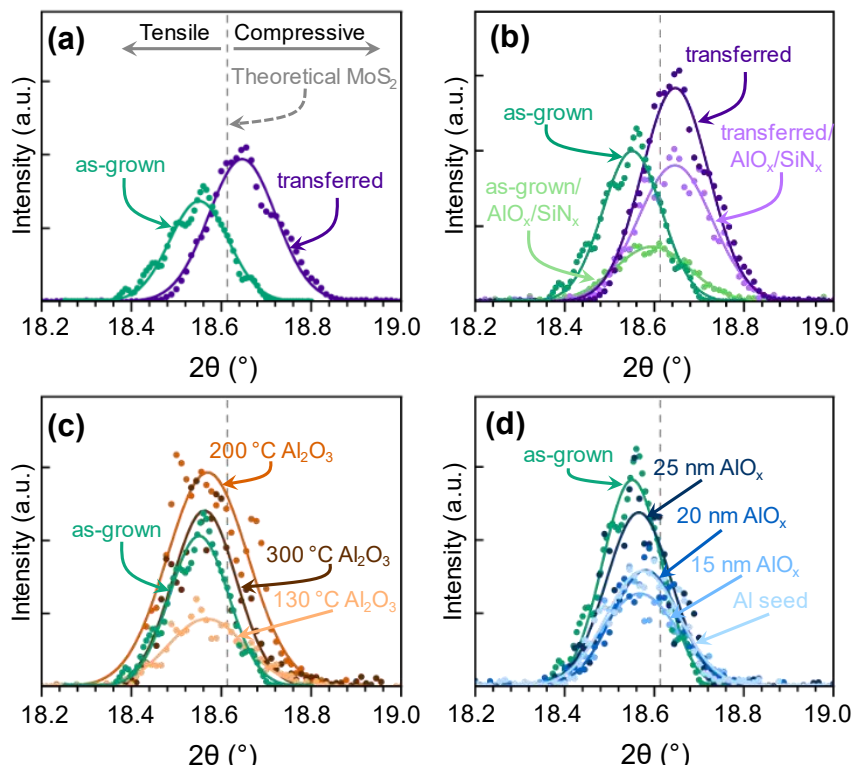 (a)
Tensile
Compressive
Theoretical MoS₂
as-grown
transferred
Intensity (a.u.)
18.2 18.4 18.6 18.8 19.0
2θ (°)
(b)
transferred
as-grown
transferred/
AlOₓ/SiNₓ
as-grown/
AlOₓ/SiNₓ
Intensity (a.u.)
18.2 18.4 18.6 18.8 19.0
2θ (°)
(c)
200 °C Al₂O₃
as-grown
300 °C Al₂O₃
130 °C Al₂O₃
Intensity (a.u.)
18.2 18.4 18.6 18.8 19.0
2θ (°)
(d)
as-grown
25 nm AlOₓ
20 nm AlOₓ
15 nm AlOₓ
Al seed
Intensity (a.u.)
18.2 18.4 18.6 18.8 19.0
2θ (°)